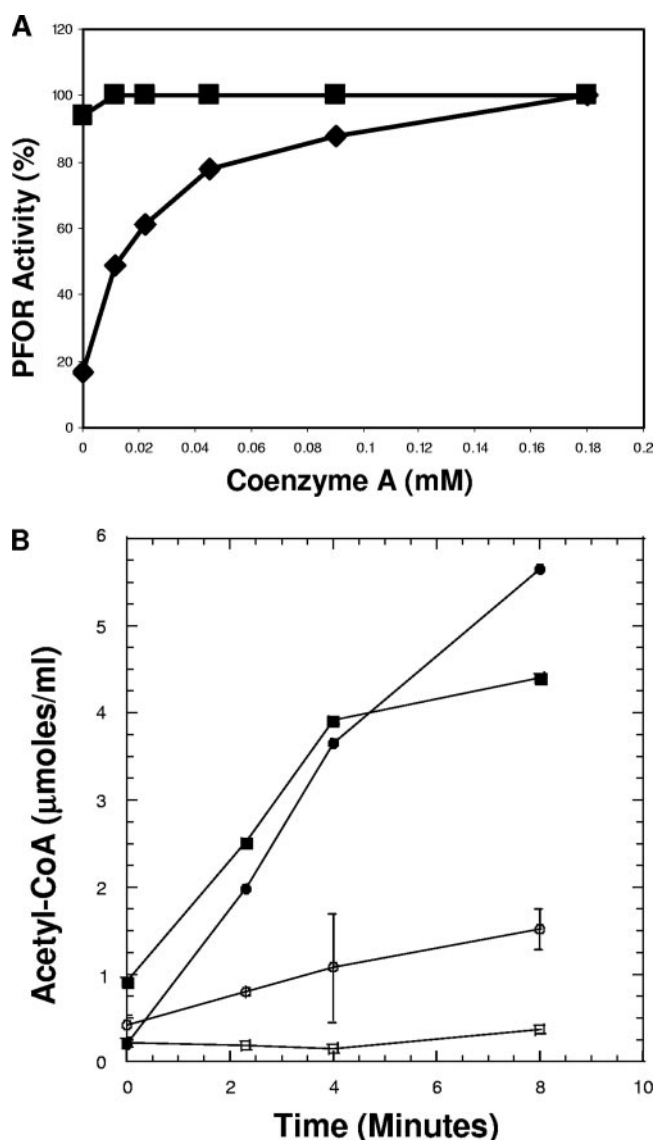 A
120
100
80
60
40
20
0
PFOR Activity (%)
0 0.02 0.04 0.06 0.08 0.1 0.12 0.14 0.16 0.18 0.2
Coenzyme A (mM)
B
6
5
4
3
2
1
0
Acetyl-CoA (μmoles/ml)
0 2 4 6 8 10
Time (Minutes)